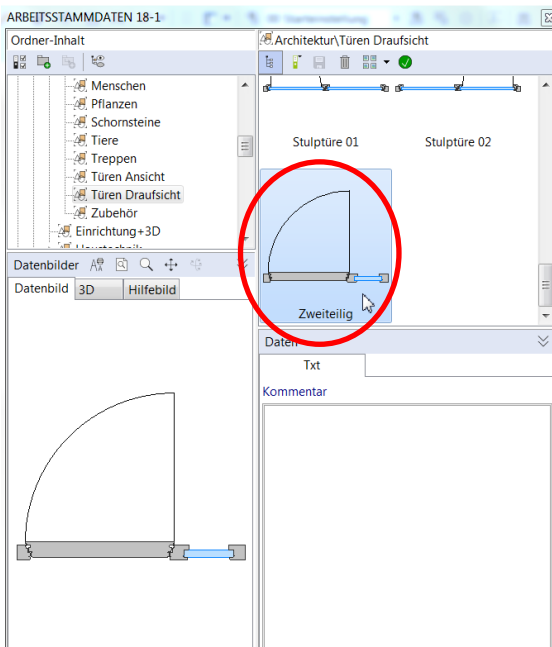 ARBEITSSTAMMDATEN 18-1
Ordner-Inhalt
Menschen
Pflanzen
Schornsteine
Tiere
Treppen
Türen Ansicht
Türen Draufsicht
Zubehör
Einrichtung+3D
Datenbilder
Datenbild 3D Hilfebild
Architektur\Türen Draufsicht
Stulptüre 01 Stulptüre 02
Zweiteilig
Daten
Txt
Kommentar